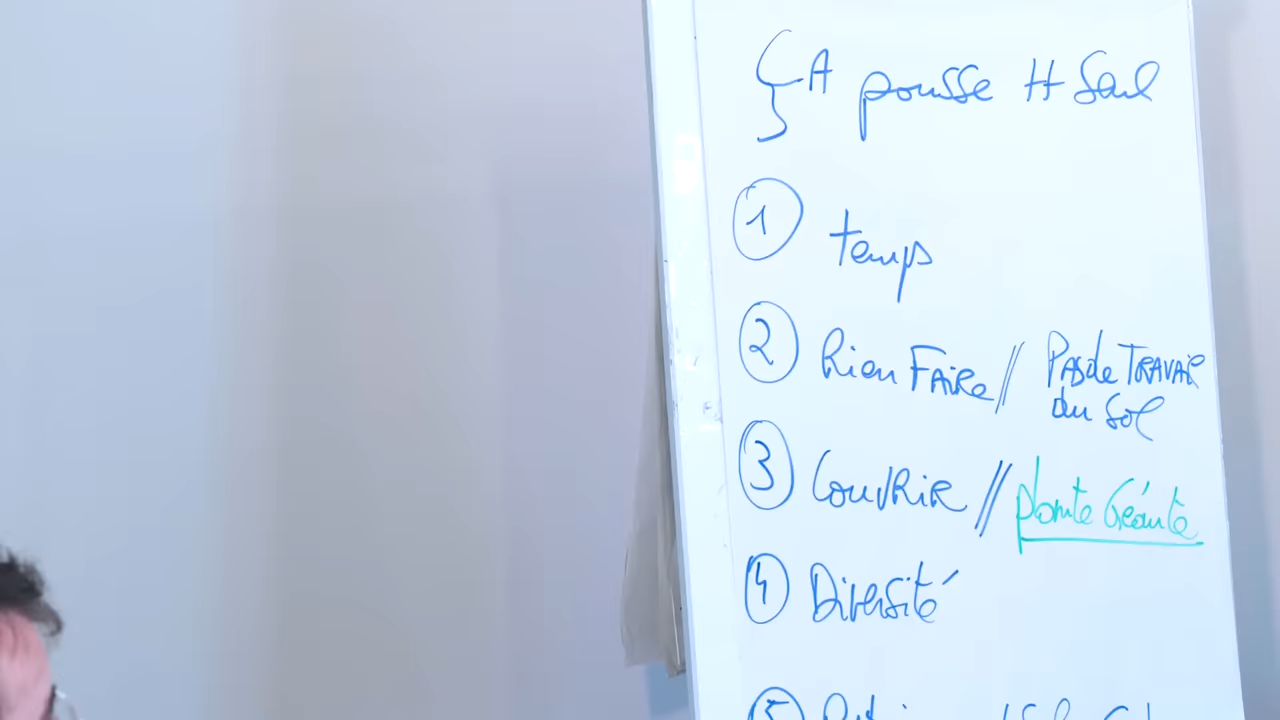 ÇA pousse tt seul
1 temps
2 Rien FAiRe // PAS de TRAVAIL
du Sol
3 CouvRiR // plante Géante
4 Diversité
5